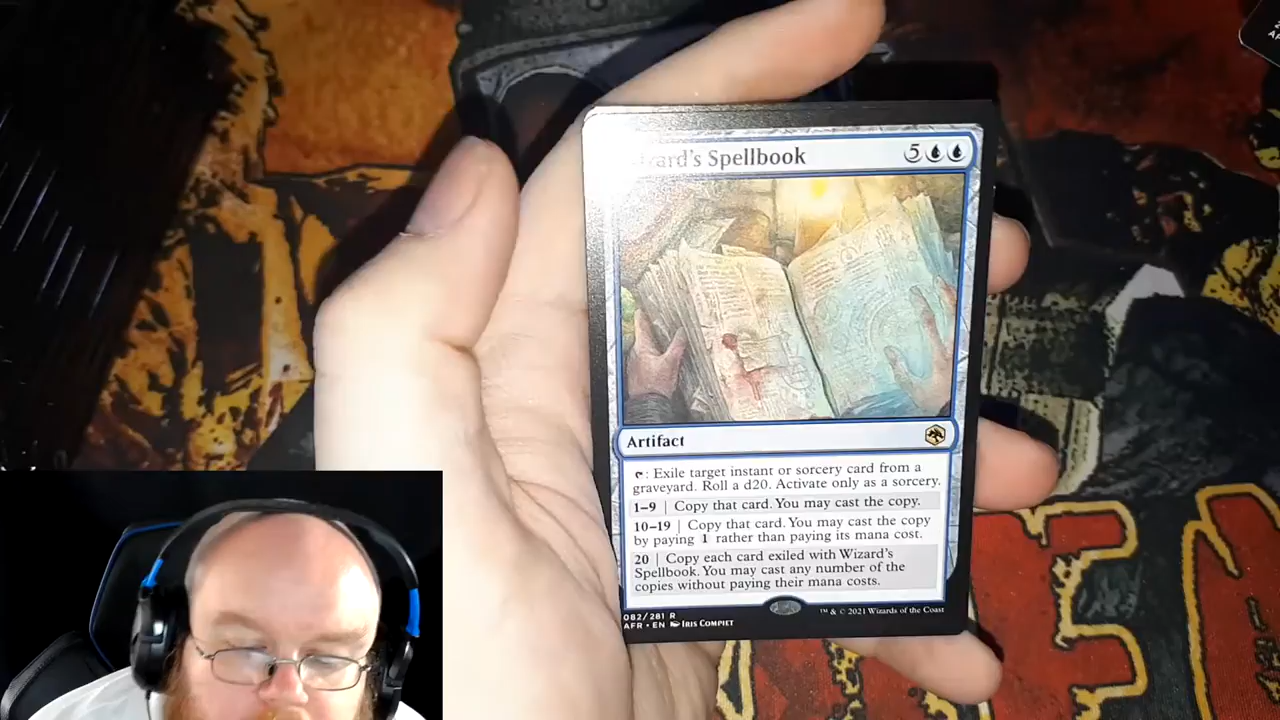 Spellbook 5
Artifact
: Exile target instant or sorcery card from a
graveyard. Roll a d20. Activate only as a sorcery.
1–9 | Copy that card. You may cast the copy.
10–19 | Copy that card. You may cast the copy
by paying 1 rather than paying its mana cost.
20 | Copy each card exiled with Wizard's
Spellbook. You may cast any number of the
copies without paying their mana costs.
082/281 R
AFR • EN IRIS COMPIET
™ & © 2021 Wizards of the Coast